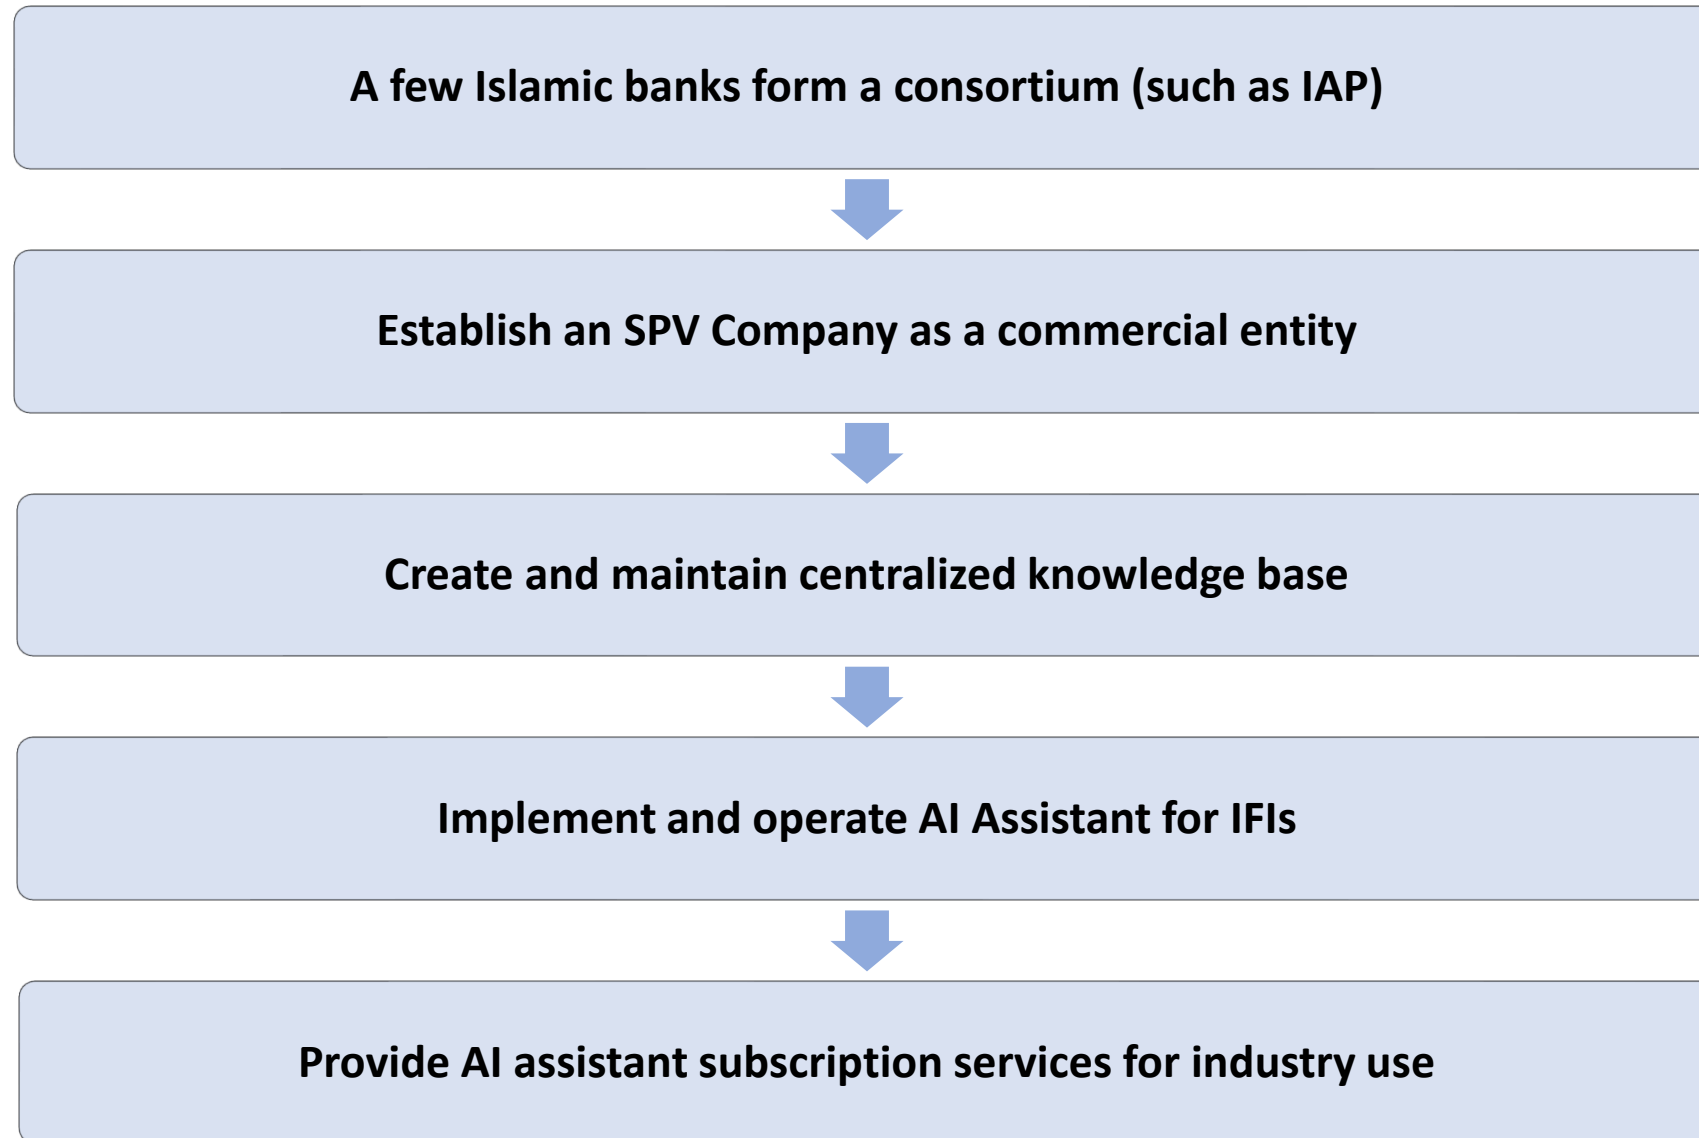 A few Islamic banks form a consortium (such as IAP)
Establish an SPV Company as a commercial entity
Create and maintain centralized knowledge base
Implement and operate AI Assistant for IFIs
Provide AI assistant subscription services for industry use